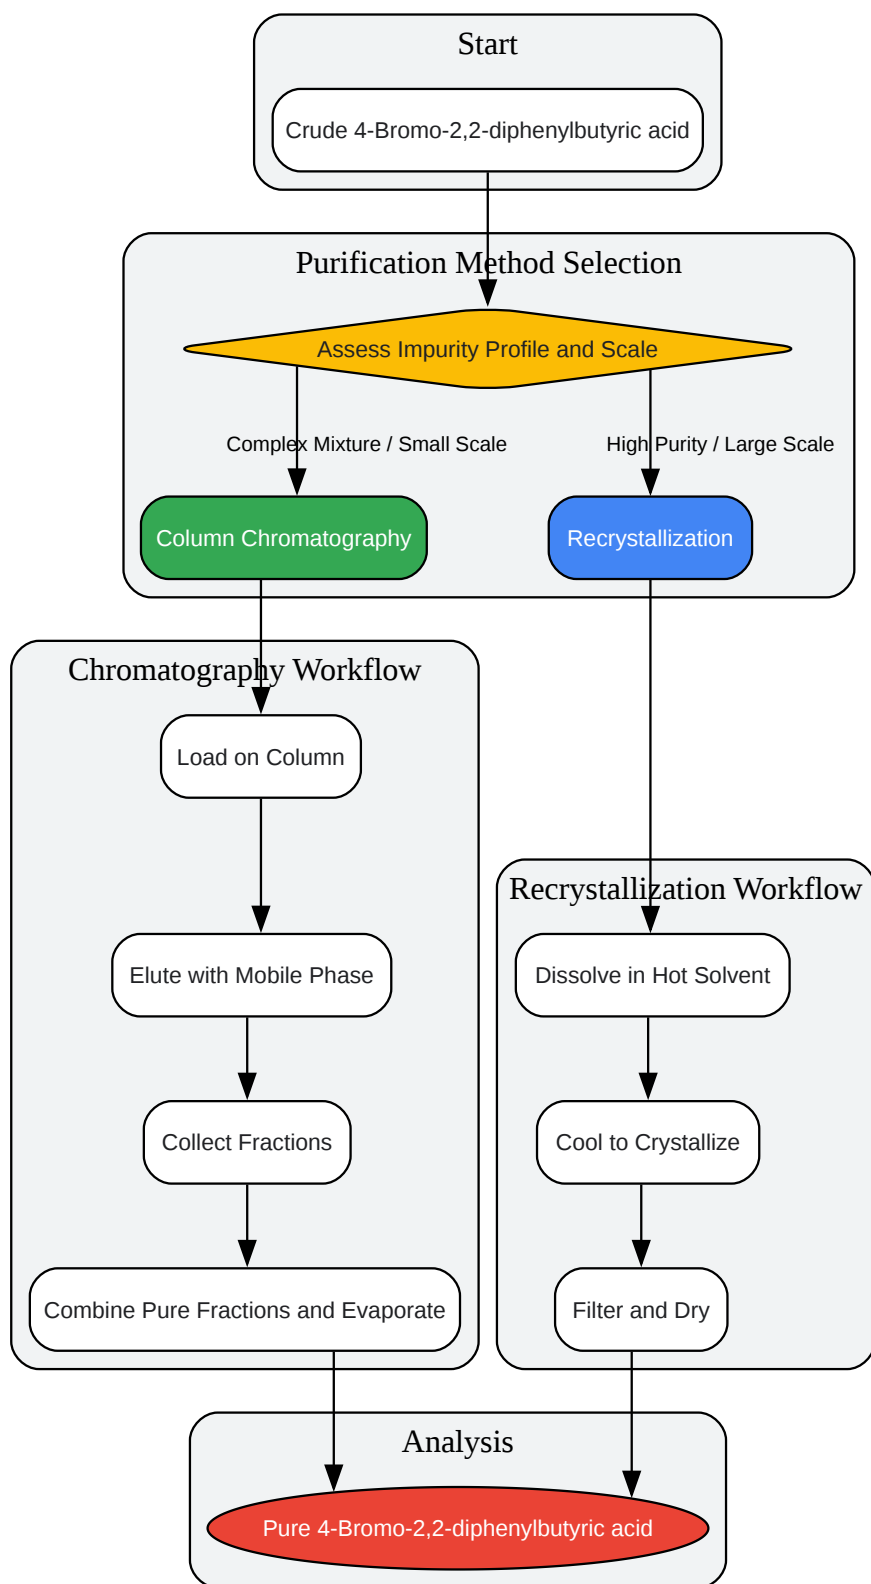 Start
Crude 4-Bromo-2,2-diphenylbutyric acid
Purification Method Selection
Assess Impurity Profile and Scale
Complex Mixture / Small Scale
High Purity / Large Scale
Column Chromatography
Recrystallization
Chromatography Workflow
Load on Column
Elute with Mobile Phase
Collect Fractions
Combine Pure Fractions and Evaporate
Recrystallization Workflow
Dissolve in Hot Solvent
Cool to Crystallize
Filter and Dry
Analysis
Pure 4-Bromo-2,2-diphenylbutyric acid